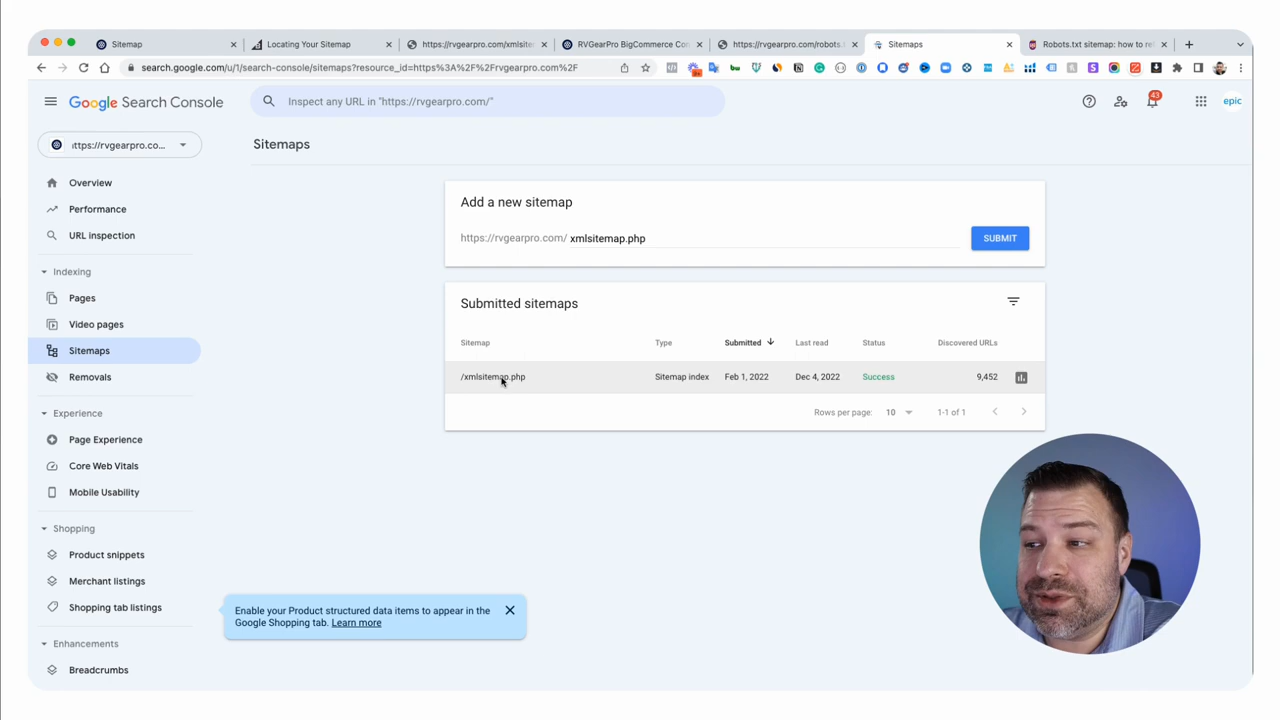 Sitemap
Locating Your Sitemap
https://rvgearpro.com/xmlsite
RVGearPro BigCommerce Co
https://rvgearpro.com/robots.
Sitemaps
Robots.txt sitemap: how to re
search.google.com/u/1/search-console/sitemaps?resource_id=https%3A%2F%2Frvgearpro.com%2F
Google Search Console
Inspect any URL in "https://rvgearpro.com/"
43
epic
ittps://rvgearpro.co...
Sitemaps
Overview
Performance
URL inspection
Indexing
Pages
Video pages
Sitemaps
Removals
Experience
Page Experience
Core Web Vitals
Mobile Usability
Shopping
Product snippets
Merchant listings
Shopping tab listings
Enhancements
Breadcrumbs
Add a new sitemap
https://rvgearpro.com/ xmlsitemap.php
SUBMIT
Submitted sitemaps
Sitemap Type Submitted Last read Status Discovered URLs
/xmlsitemap.php Sitemap index Feb 1, 2022 Dec 4, 2022 Success 9,452
Rows per page: 10 1-1 of 1
Enable your Product structured data items to appear in the
Google Shopping tab. Learn more